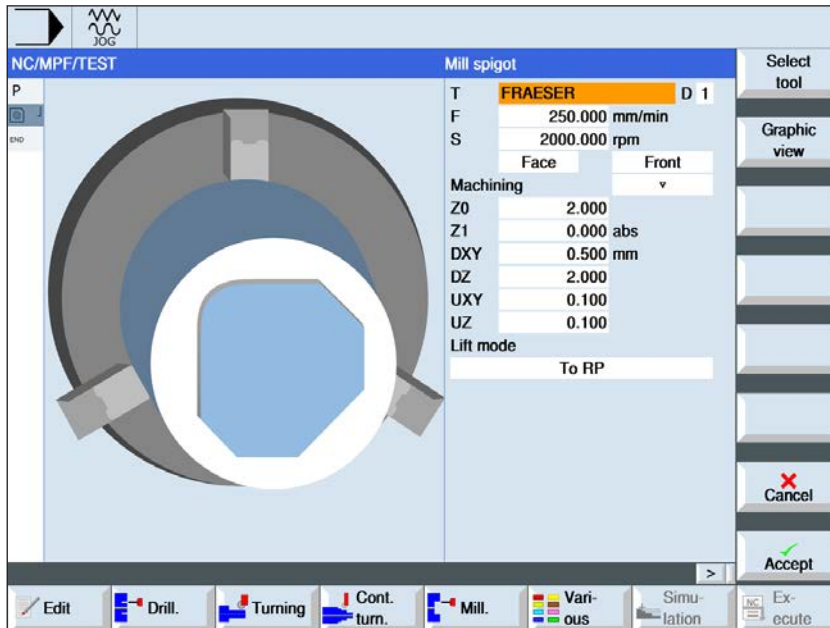 JOG
NC/MPF/TEST
Mill spigot
Select
tool
P
END
T FRAESER D 1
F 250.000 mm/min
S 2000.000 rpm
Face Front
Machining ▿
Z0 2.000
Z1 0.000 abs
DXY 0.500 mm
DZ 2.000
UXY 0.100
UZ 0.100
Lift mode
To RP
Graphic
view
Cancel
Accept
>
Edit
Drill.
Turning
Cont.
turn.
Mill.
Vari-
ous
Simu-
lation
NC
Ex-
ecute